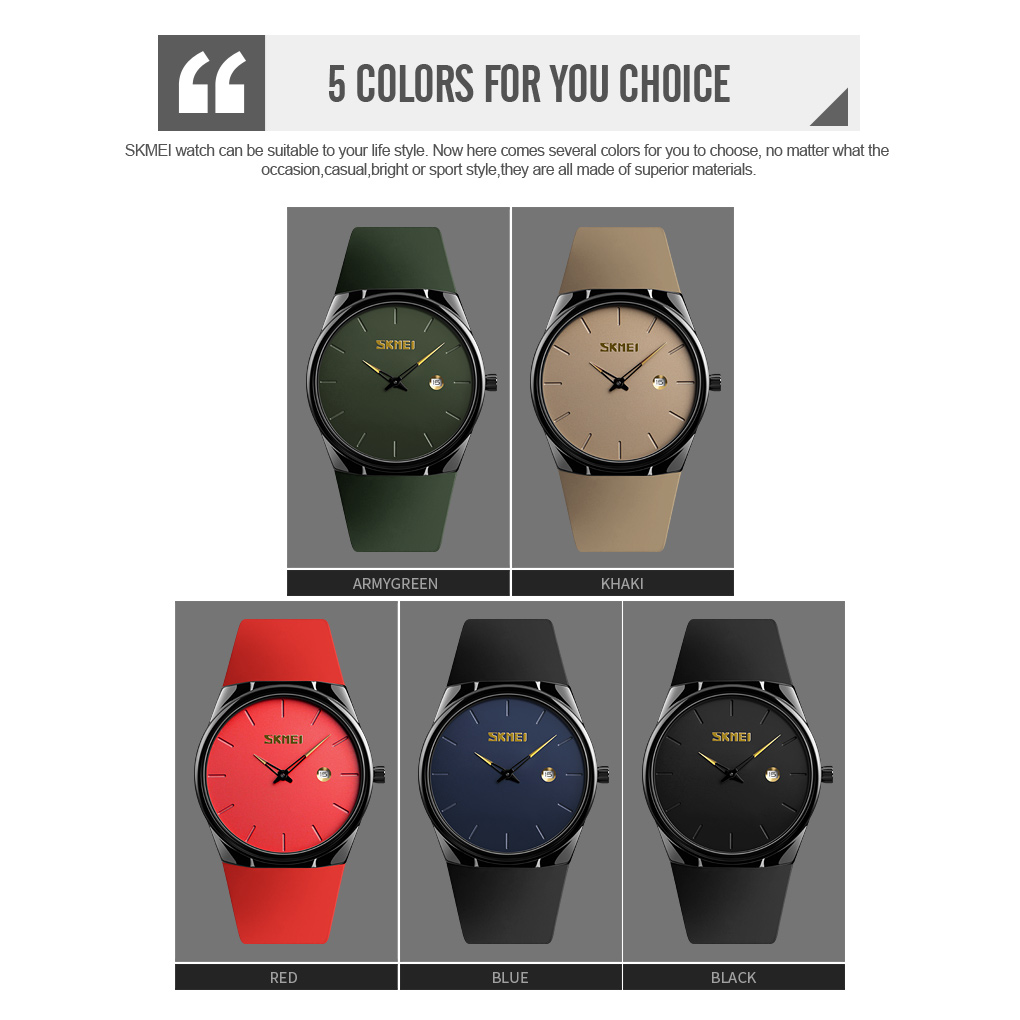 5 COLORS FOR YOU CHOICE
SKMEI watch can be suitable to your life style. Now here comes several colors for you to choose, no matter what the
occasion,casual,bright or sport style,they are all made of superior materials.
SKMEI
SKMEI
ARMYGREEN
KHAKI
SKMEI
SKMEI
SKMEI
RED
BLUE
BLACK